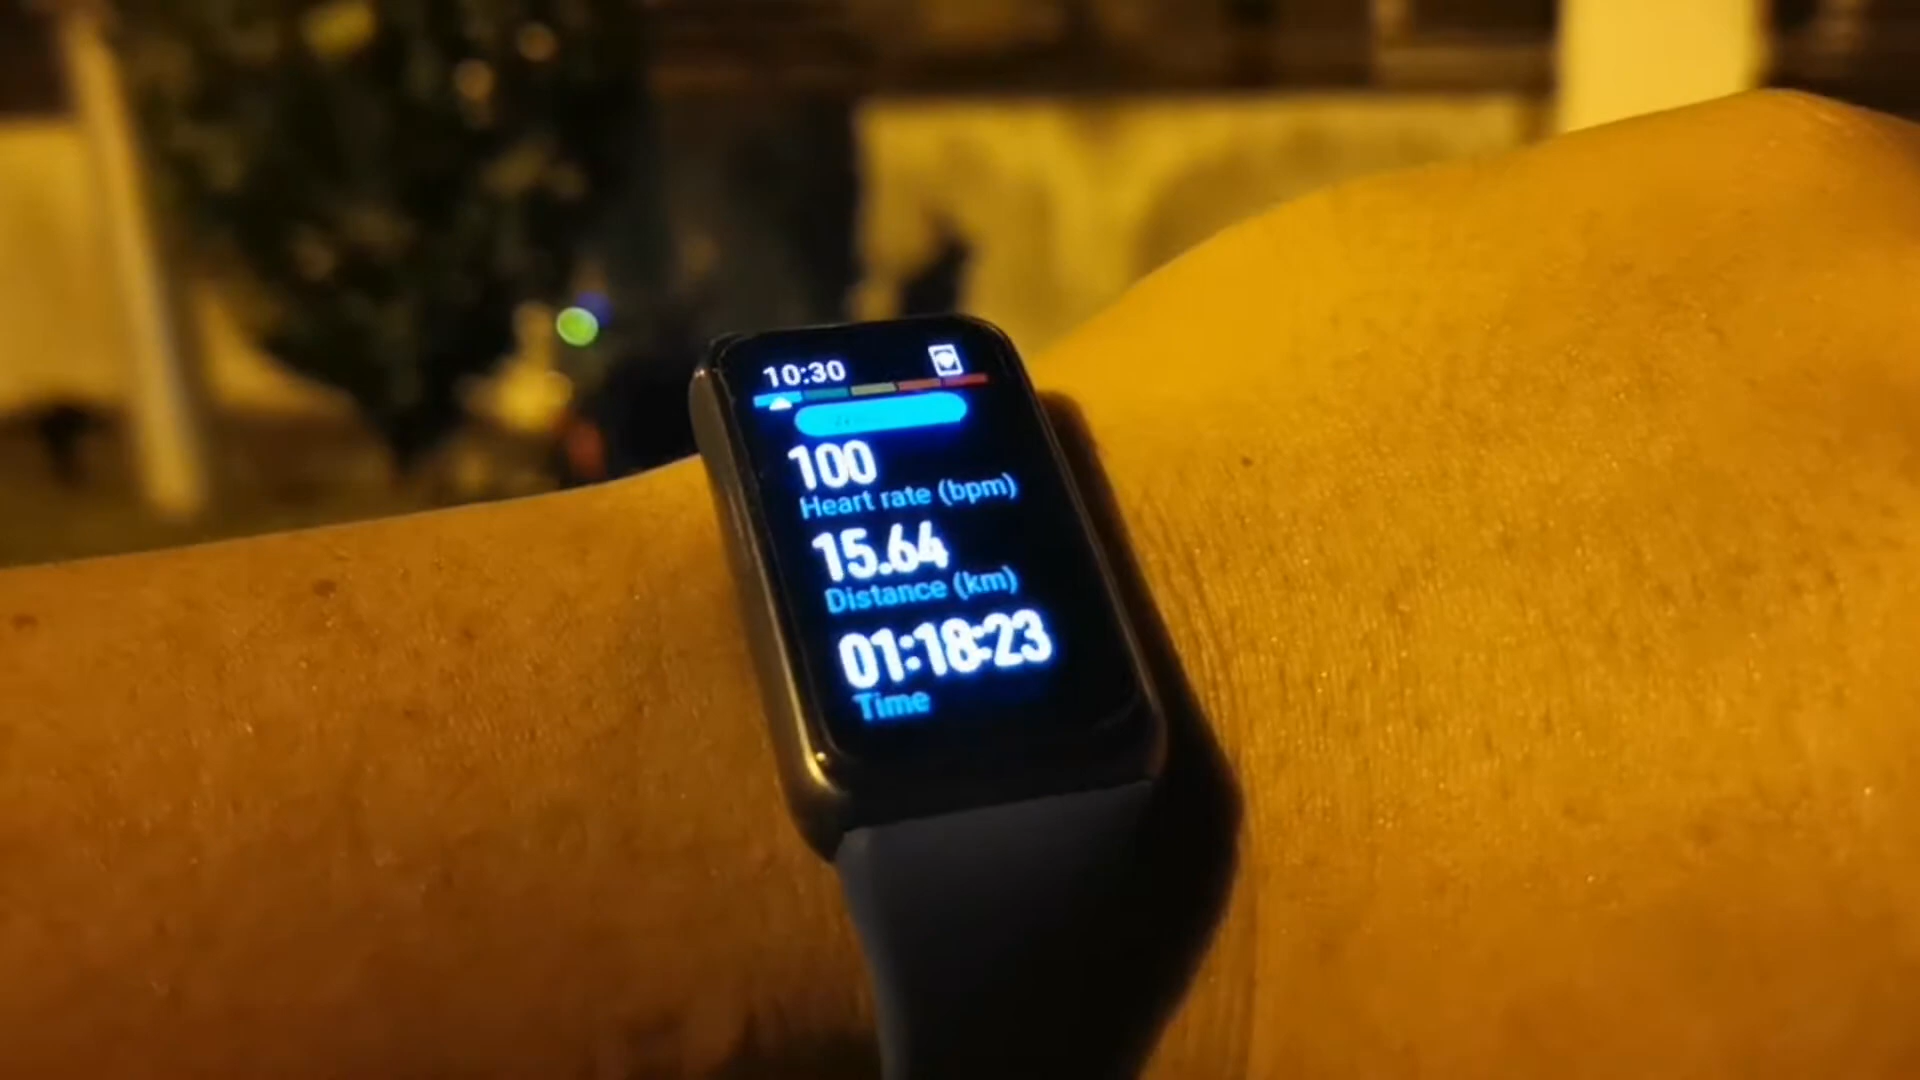 10:30
100
Heart rate (bpm)
15.64
Distance (km)
01:18:23
Time